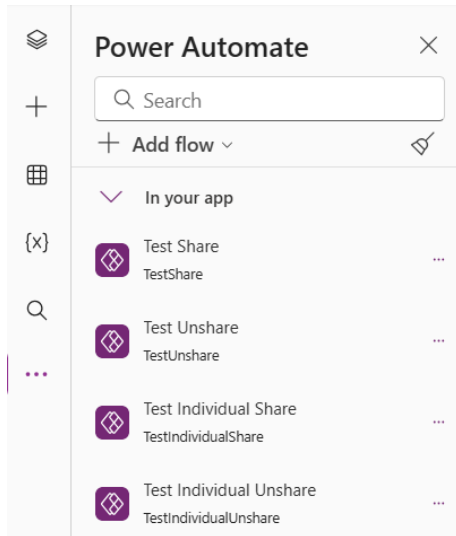 Power Automate
Search
Add flow
In your app
Test Share
TestShare
{x}
Test Unshare
TestUnshare
Test Individual Share
TestIndividualShare
Test Individual Unshare
TestIndividualUnshare